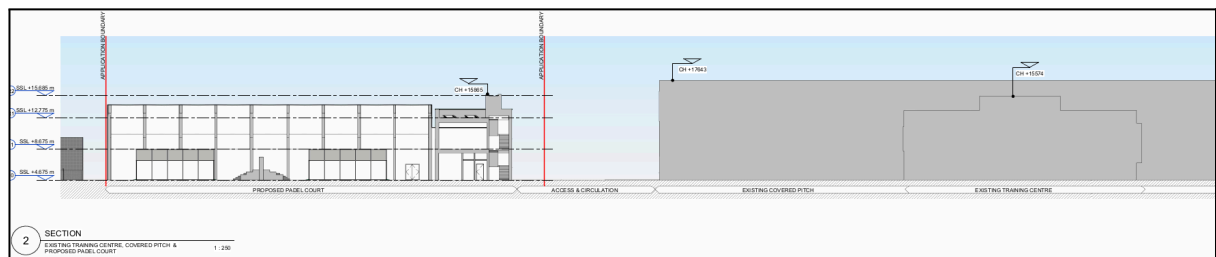 APPLICATION BOUNDARY
APPLICATION BOUNDARY
CH +17643
CH +15574
CH +15865
SSL +15.685 m
SSL +12.775 m
SSL +8.675 m
SSL +4.675 m
PROPOSED PADEL COURT
ACCESS & CIRCULATION
EXISTING COVERED PITCH
EXISTING TRAINING CENTRE
2
SECTION
EXISTING TRAINING CENTRE, COVERED PITCH &
PROPOSED PADEL COURT
1 : 250